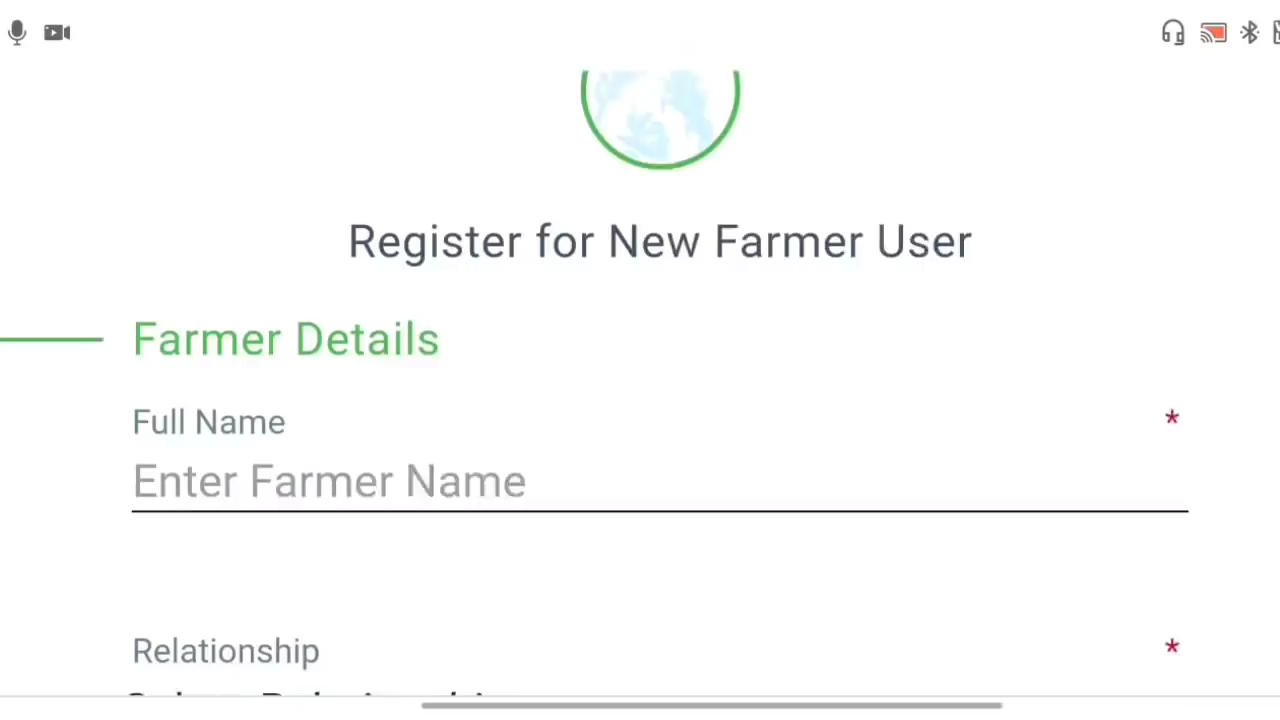 Register for New Farmer User
Farmer Details
Full Name *
Enter Farmer Name
Relationship *